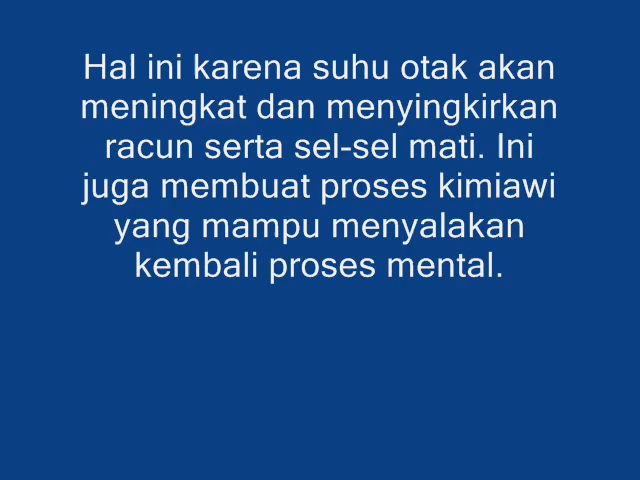 Hal ini karena suhu otak akan
meningkat dan menyingkirkan
racun serta sel-sel mati. Ini
juga membuat proses kimiawi
yang mampu menyalakan
kembali proses mental.